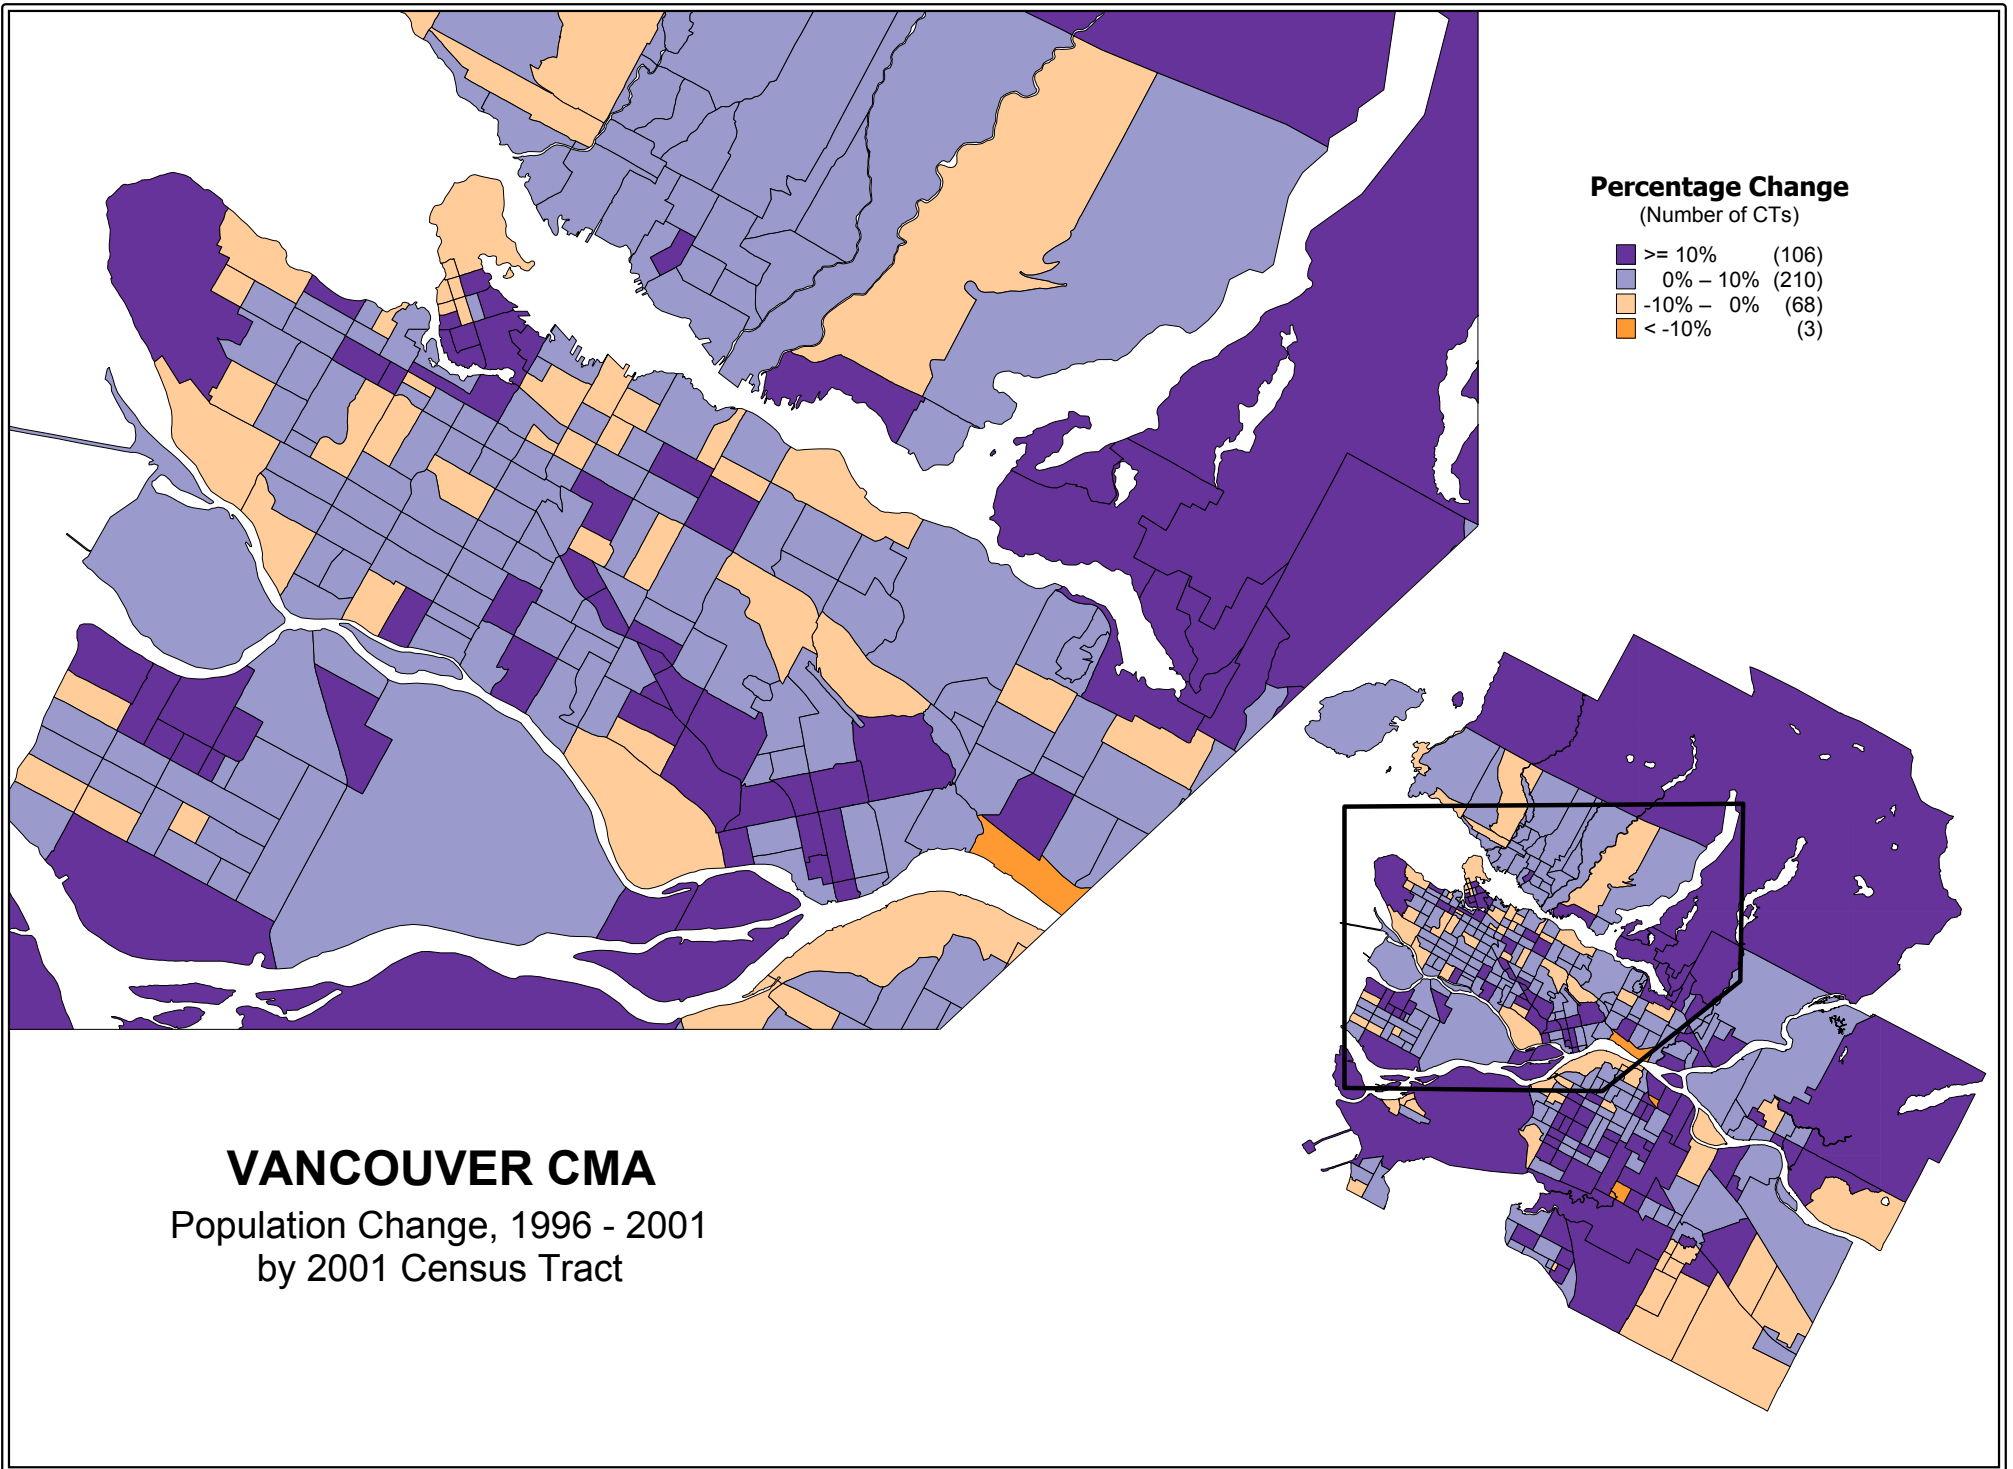 Percentage Change
(Number of CTs)
>= 10% (106)
0% – 10% (210)
-10% – 0% (68)
< -10% (3)
VANCOUVER CMA
Population Change, 1996 - 2001
by 2001 Census Tract